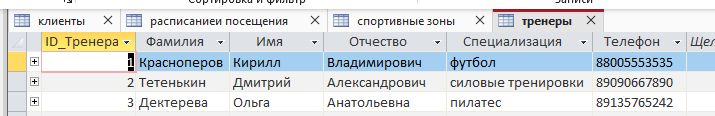 Сортировка и фильтр Записи
клиенты расписаниеи посещения спортивные зоны тренеры
ID_Тренера Фамилия Имя Отчество Специализация Телефон Щел
1 Красноперов Кирилл Владимирович футбол 88005553535
2 Тетенькин Дмитрий Александрович силовые тренировки 89090667890
3 Дектерева Ольга Анатольевна пилатес 89135765242